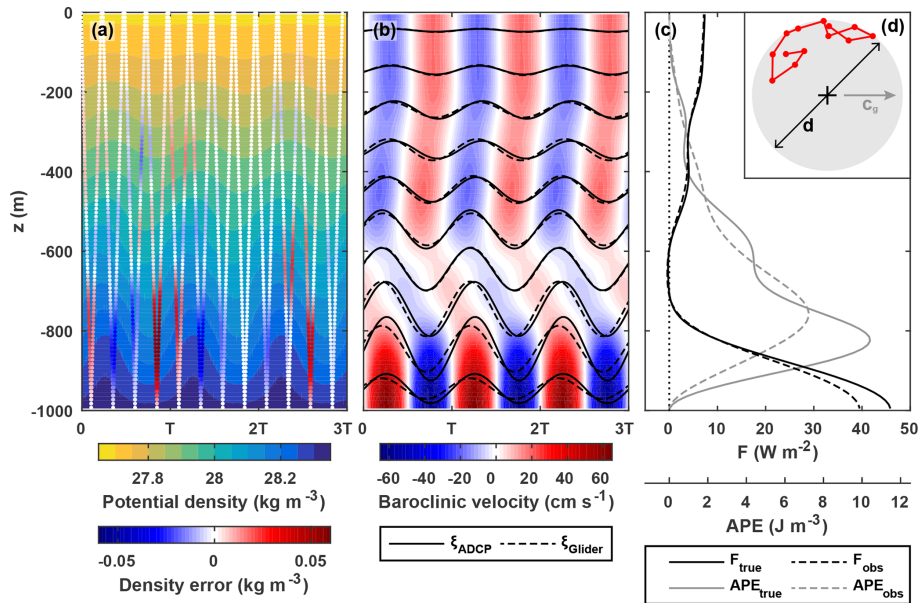 (a)
(b)
(c)
(d)
d
c_g
z (m)
0
-200
-400
-600
-800
-1000
0 T 2T 3T
0 T 2T 3T
0 10 20 30 40 50
F (W m⁻²)
27.8 28 28.2
Potential density (kg m⁻³)
-60 -40 -20 0 20 40 60
Baroclinic velocity (cm s⁻¹)
0 2 4 6 8 10 12
APE (J m⁻³)
-0.05 0 0.05
Density error (kg m⁻³)
ξ_ADCP ξ_Glider
F_true F_obs
APE_true APE_obs